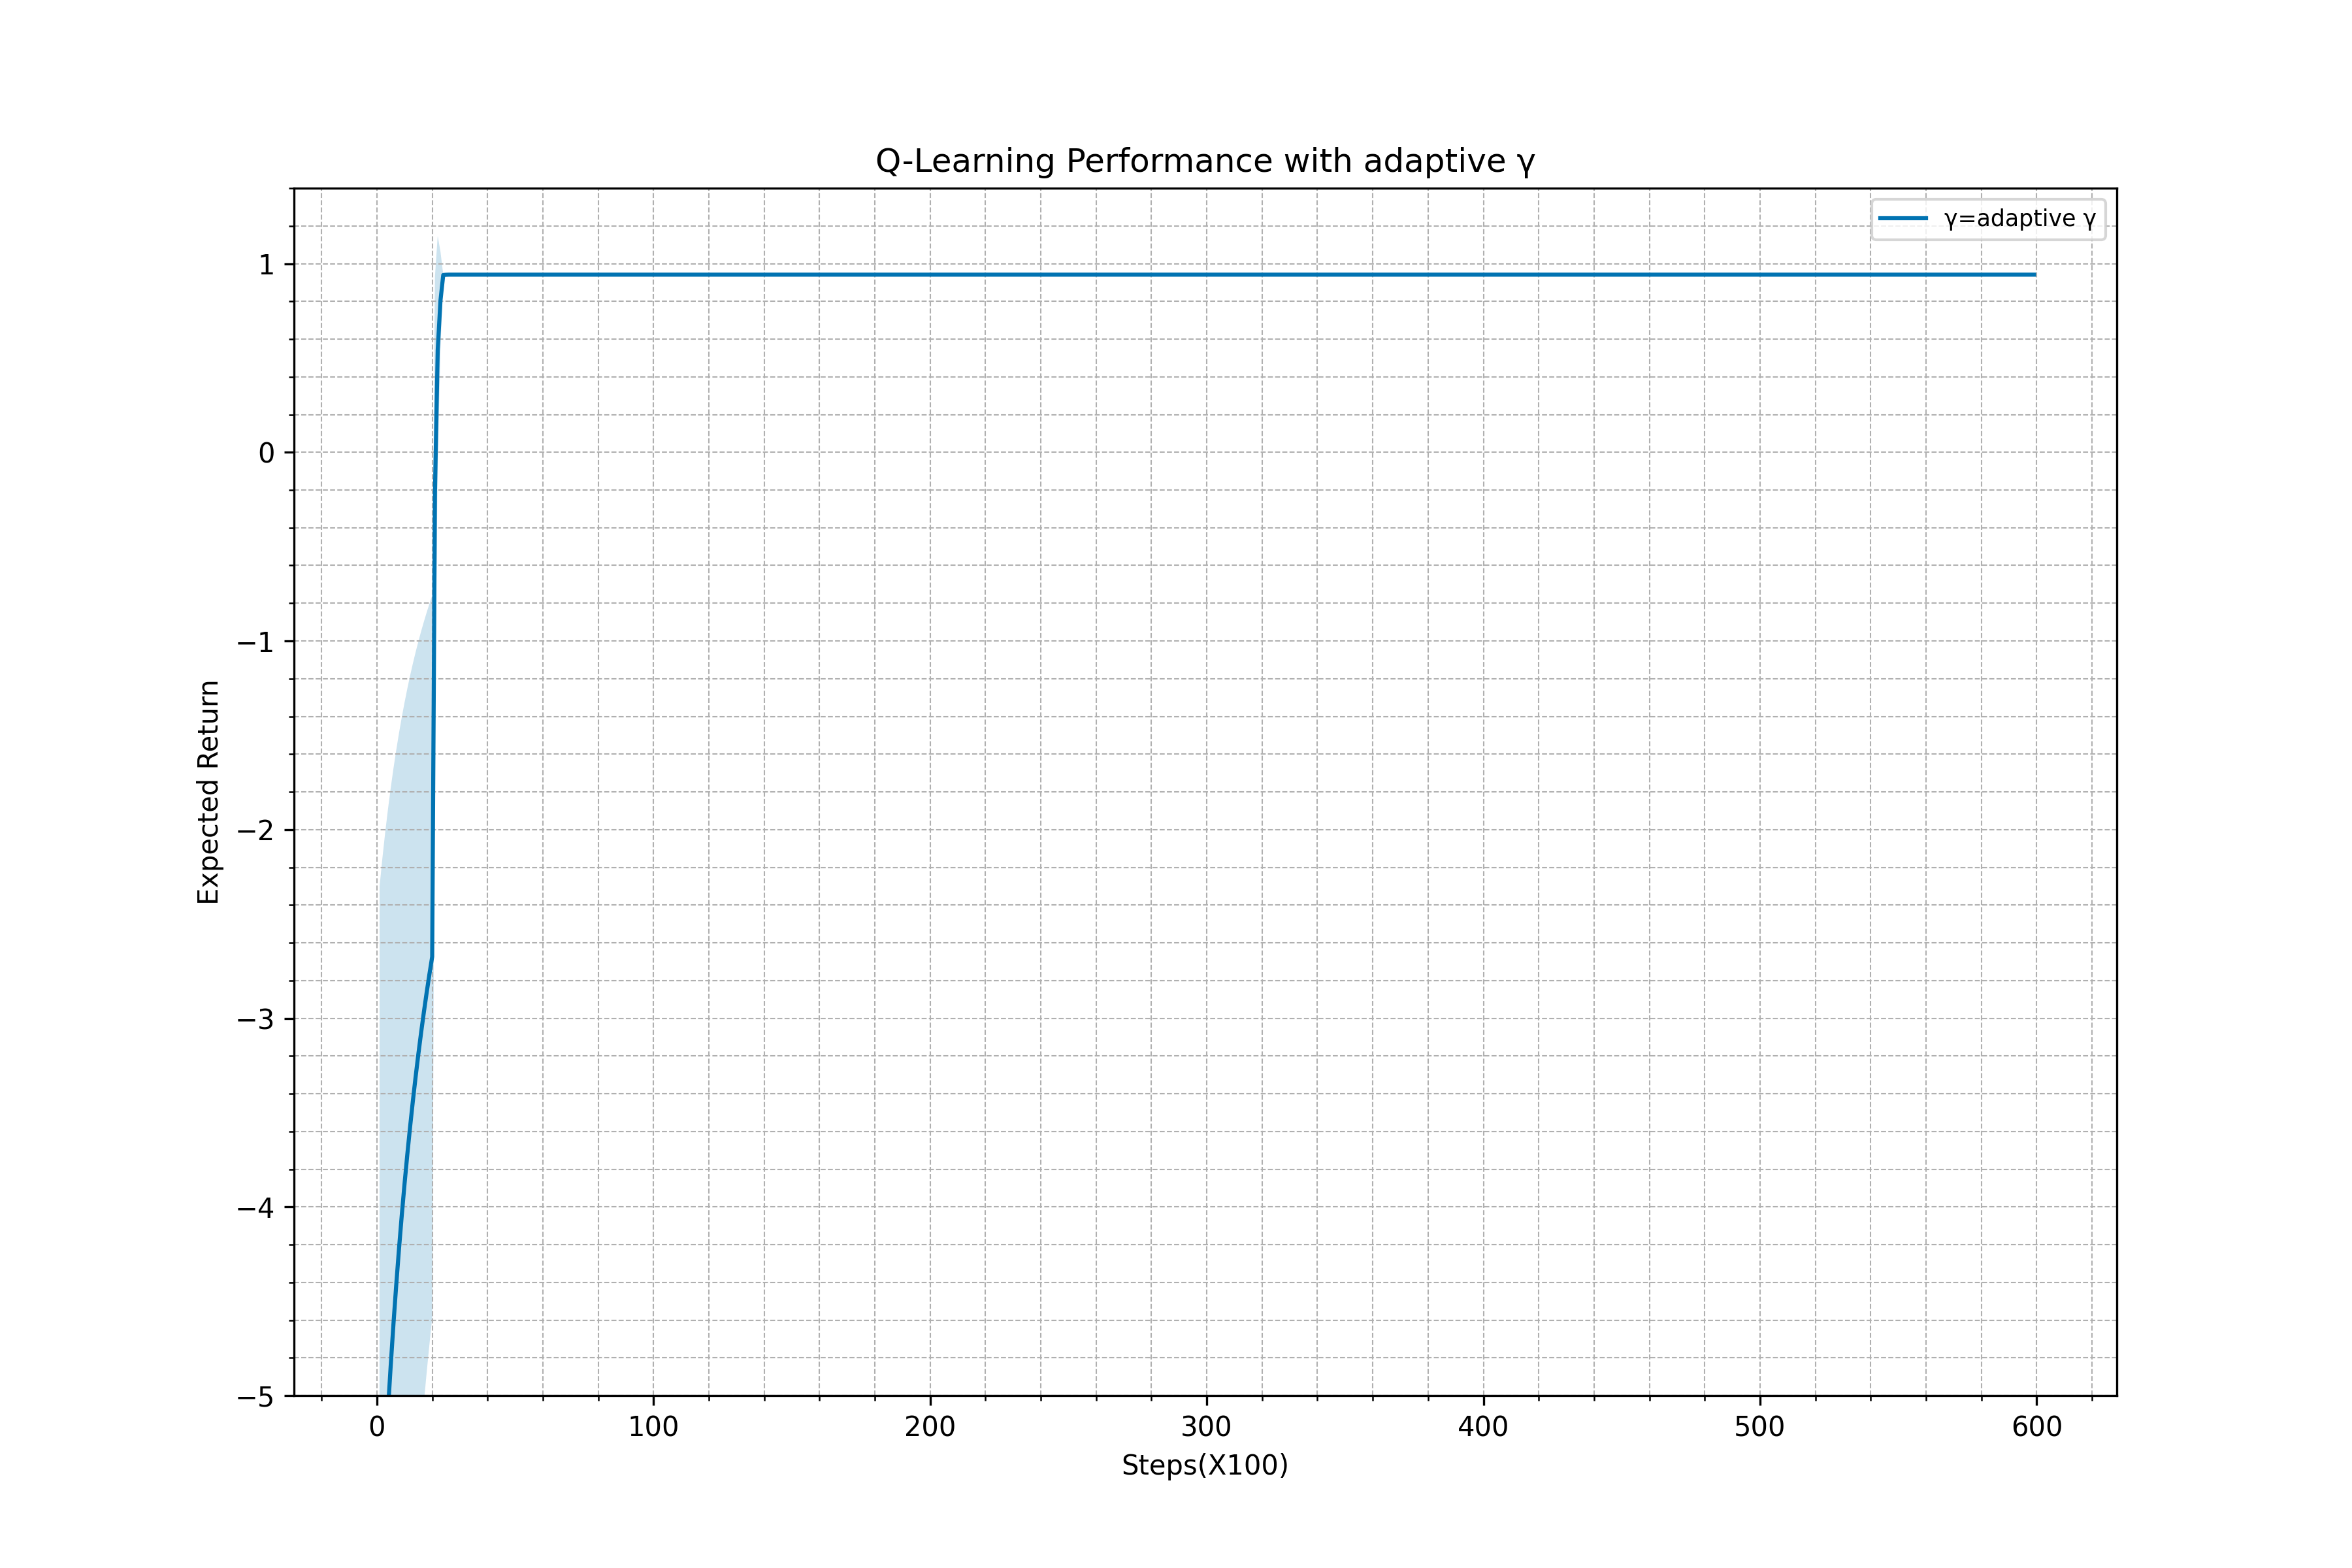 Q-Learning Performance with adaptive γ
γ=adaptive γ
1
0
−1
−2
−3
−4
−5
Expected Return
0 100 200 300 400 500 600
Steps(X100)